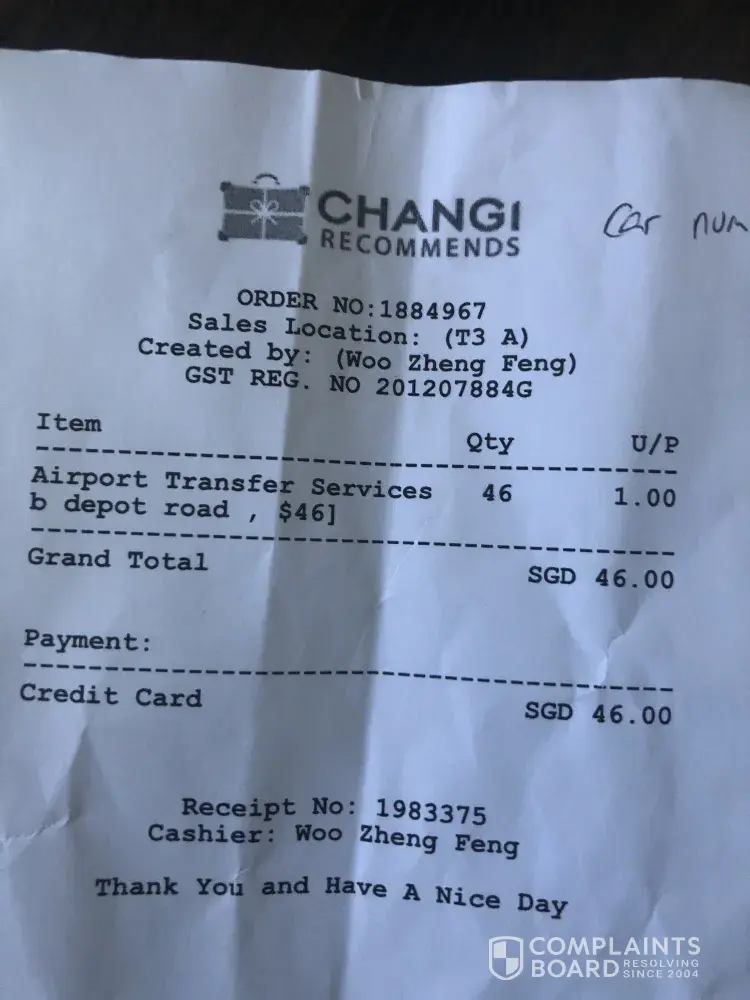 CHANGI
RECOMMENDS
Car num
ORDER NO:1884967
Sales Location: (T3 A)
Created by: (Woo Zheng Feng)
GST REG. NO 201207884G
Item Qty U/P
Airport Transfer Services 46 1.00
b depot road , $46]
Grand Total SGD 46.00
Payment:
Credit Card SGD 46.00
Receipt No: 1983375
Cashier: Woo Zheng Feng
Thank You and Have A Nice Day
COMPLAINTS
BOARD RESOLVING
SINCE 2004